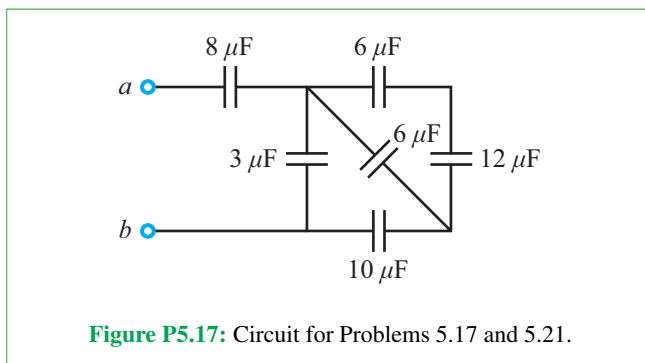 8 μF 6 μF
a
6 μF
3 μF 12 μF
b
10 μF
Figure P5.17: Circuit for Problems 5.17 and 5.21.